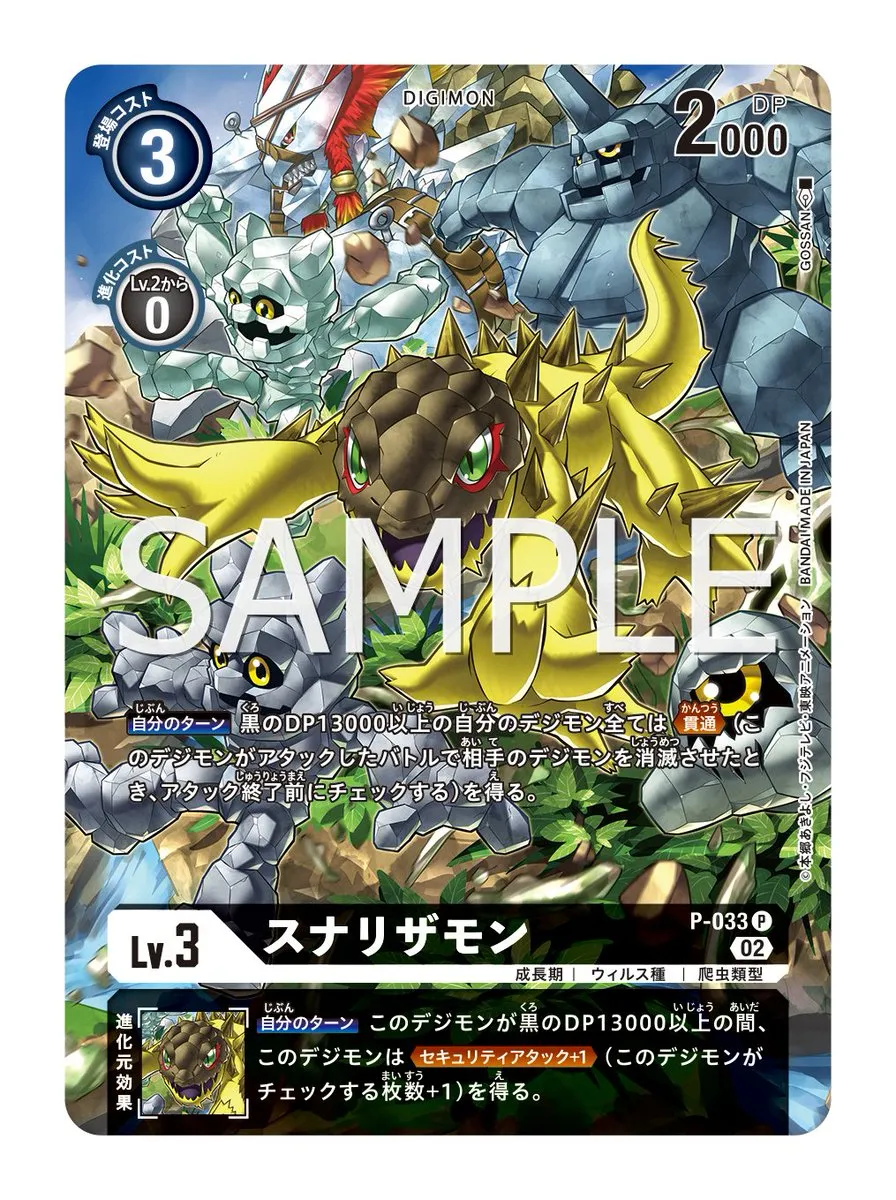 DIGIMON
登場コスト
3
DP
2000
進化コスト
Lv.2から
0
GOSSAN
BANDAI MADE IN JAPAN
©本郷あきよし・フジテレビ・東映アニメーション
SAMPLE
自分のターン 黒のDP13000以上の自分のデジモン全ては 貫通 (こ
のデジモンがアタックしたバトルで相手のデジモンを消滅させたと
き、アタック終了前にチェックする)を得る。
Lv.3
スナリザモン
P-033 P
02
成長期 | ウィルス種 | 爬虫類型
進化元効果
自分のターン このデジモンが黒のDP13000以上の間、
このデジモンは セキュリティアタック+1 (このデジモンが
チェックする枚数+1)を得る。